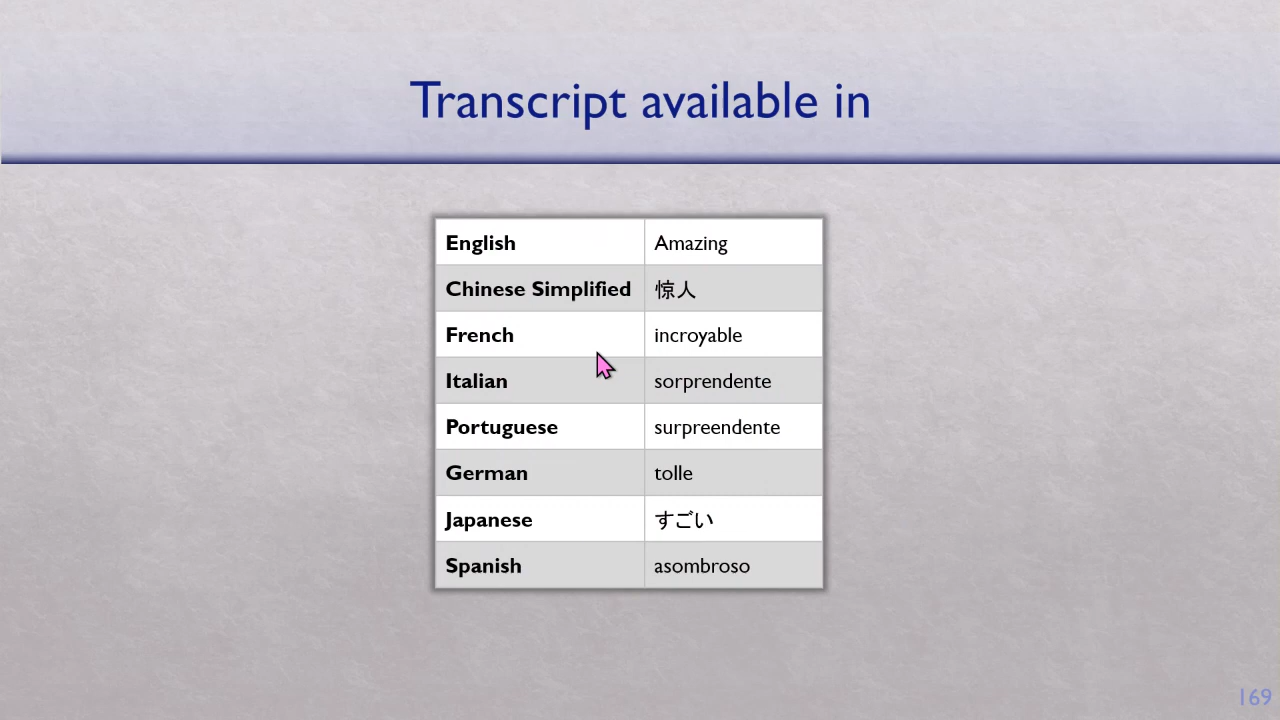 Transcript available in
English Amazing
Chinese Simplified 惊人
French incroyable
Italian sorprendente
Portuguese surpreendente
German tolle
Japanese すごい
Spanish asombroso
169